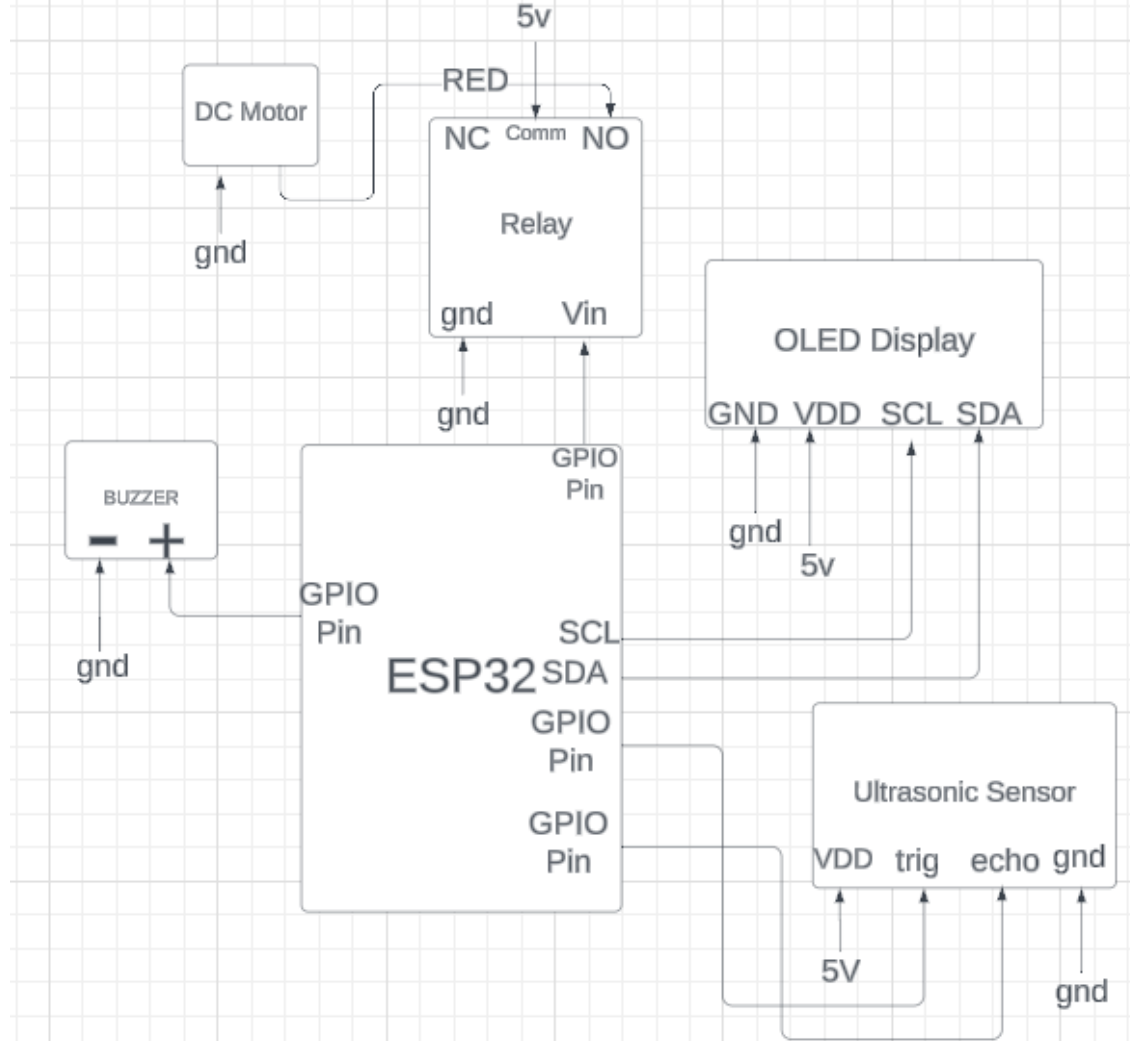 5v
RED
DC Motor
NC Comm NO
Relay
gnd
gnd Vin
gnd
OLED Display
GND VDD SCL SDA
gnd
5v
BUZZER
- +
gnd
GPIO
Pin
GPIO
Pin
ESP32
SCL
SDA
GPIO
Pin
GPIO
Pin
Ultrasonic Sensor
VDD trig echo gnd
5V
gnd